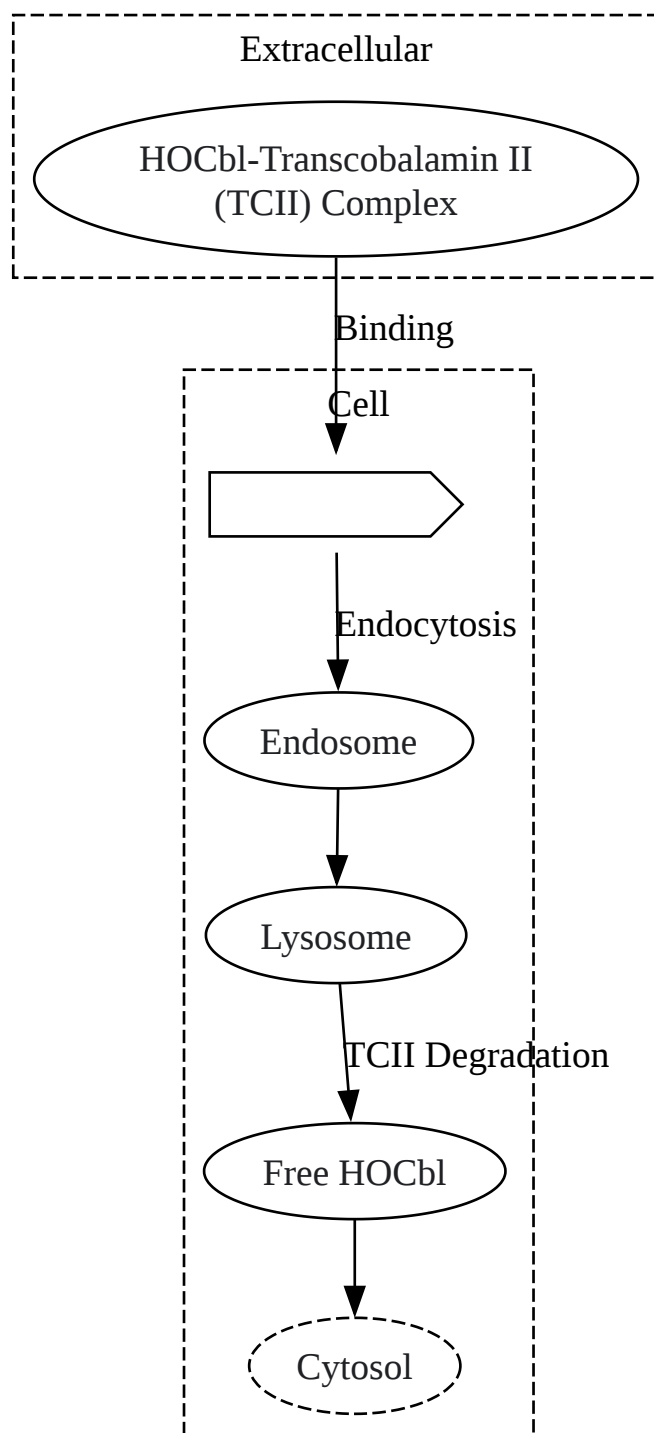 Extracellular
HOCbl-Transcobalamin II
(TCII) Complex
Binding
Cell
Endocytosis
Endosome
Lysosome
TCII Degradation
Free HOCbl
Cytosol